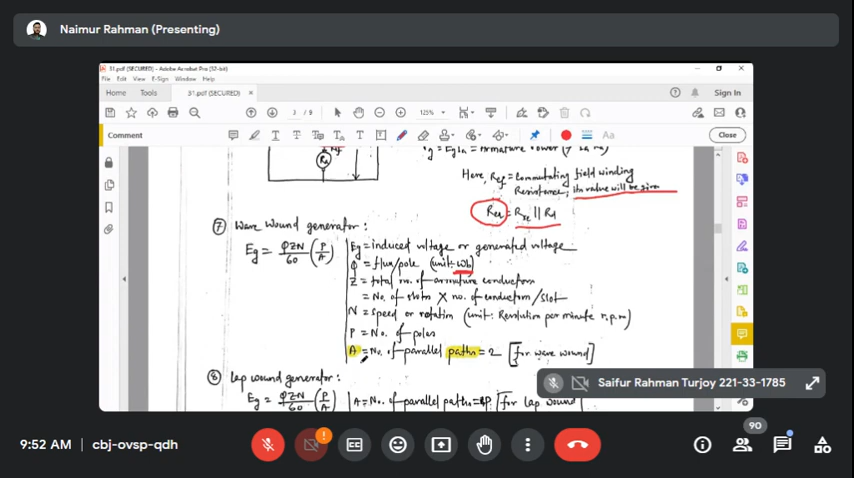 Naimur Rahman (Presenting)
31.pdf (SECURED) - Adobe Acrobat Pro (32-bit)
File Edit View E-Sign Window Help
Home Tools 31.pdf (SECURED) × Sign In
3 / 9 125%
Comment Close
Ra
Here, Rcf = Commutating field winding
Resistance, Its value will be given
= Rse || Rd
⑦ Wave wound generator:
Eg = ΦZN/60 (P/A)
Eg = induced voltage or generated voltage
Φ = flux/pole (unit: Wb)
Z = total no. of armature conductors
= No. of slots × no. of conductors/slot
N = Speed or rotation (unit: Revolution per minute r.p.m)
P = No. of poles
A = No. of parallel paths = 2 [for wave wound]
⑧ Lap wound generator:
Eg = ΦZN/60 (P/A) | A = No. of parallel paths = P [for lap wound]
Saifur Rahman Turjoy 221-33-1785
9:52 AM | cbj-ovsp-qdh
90